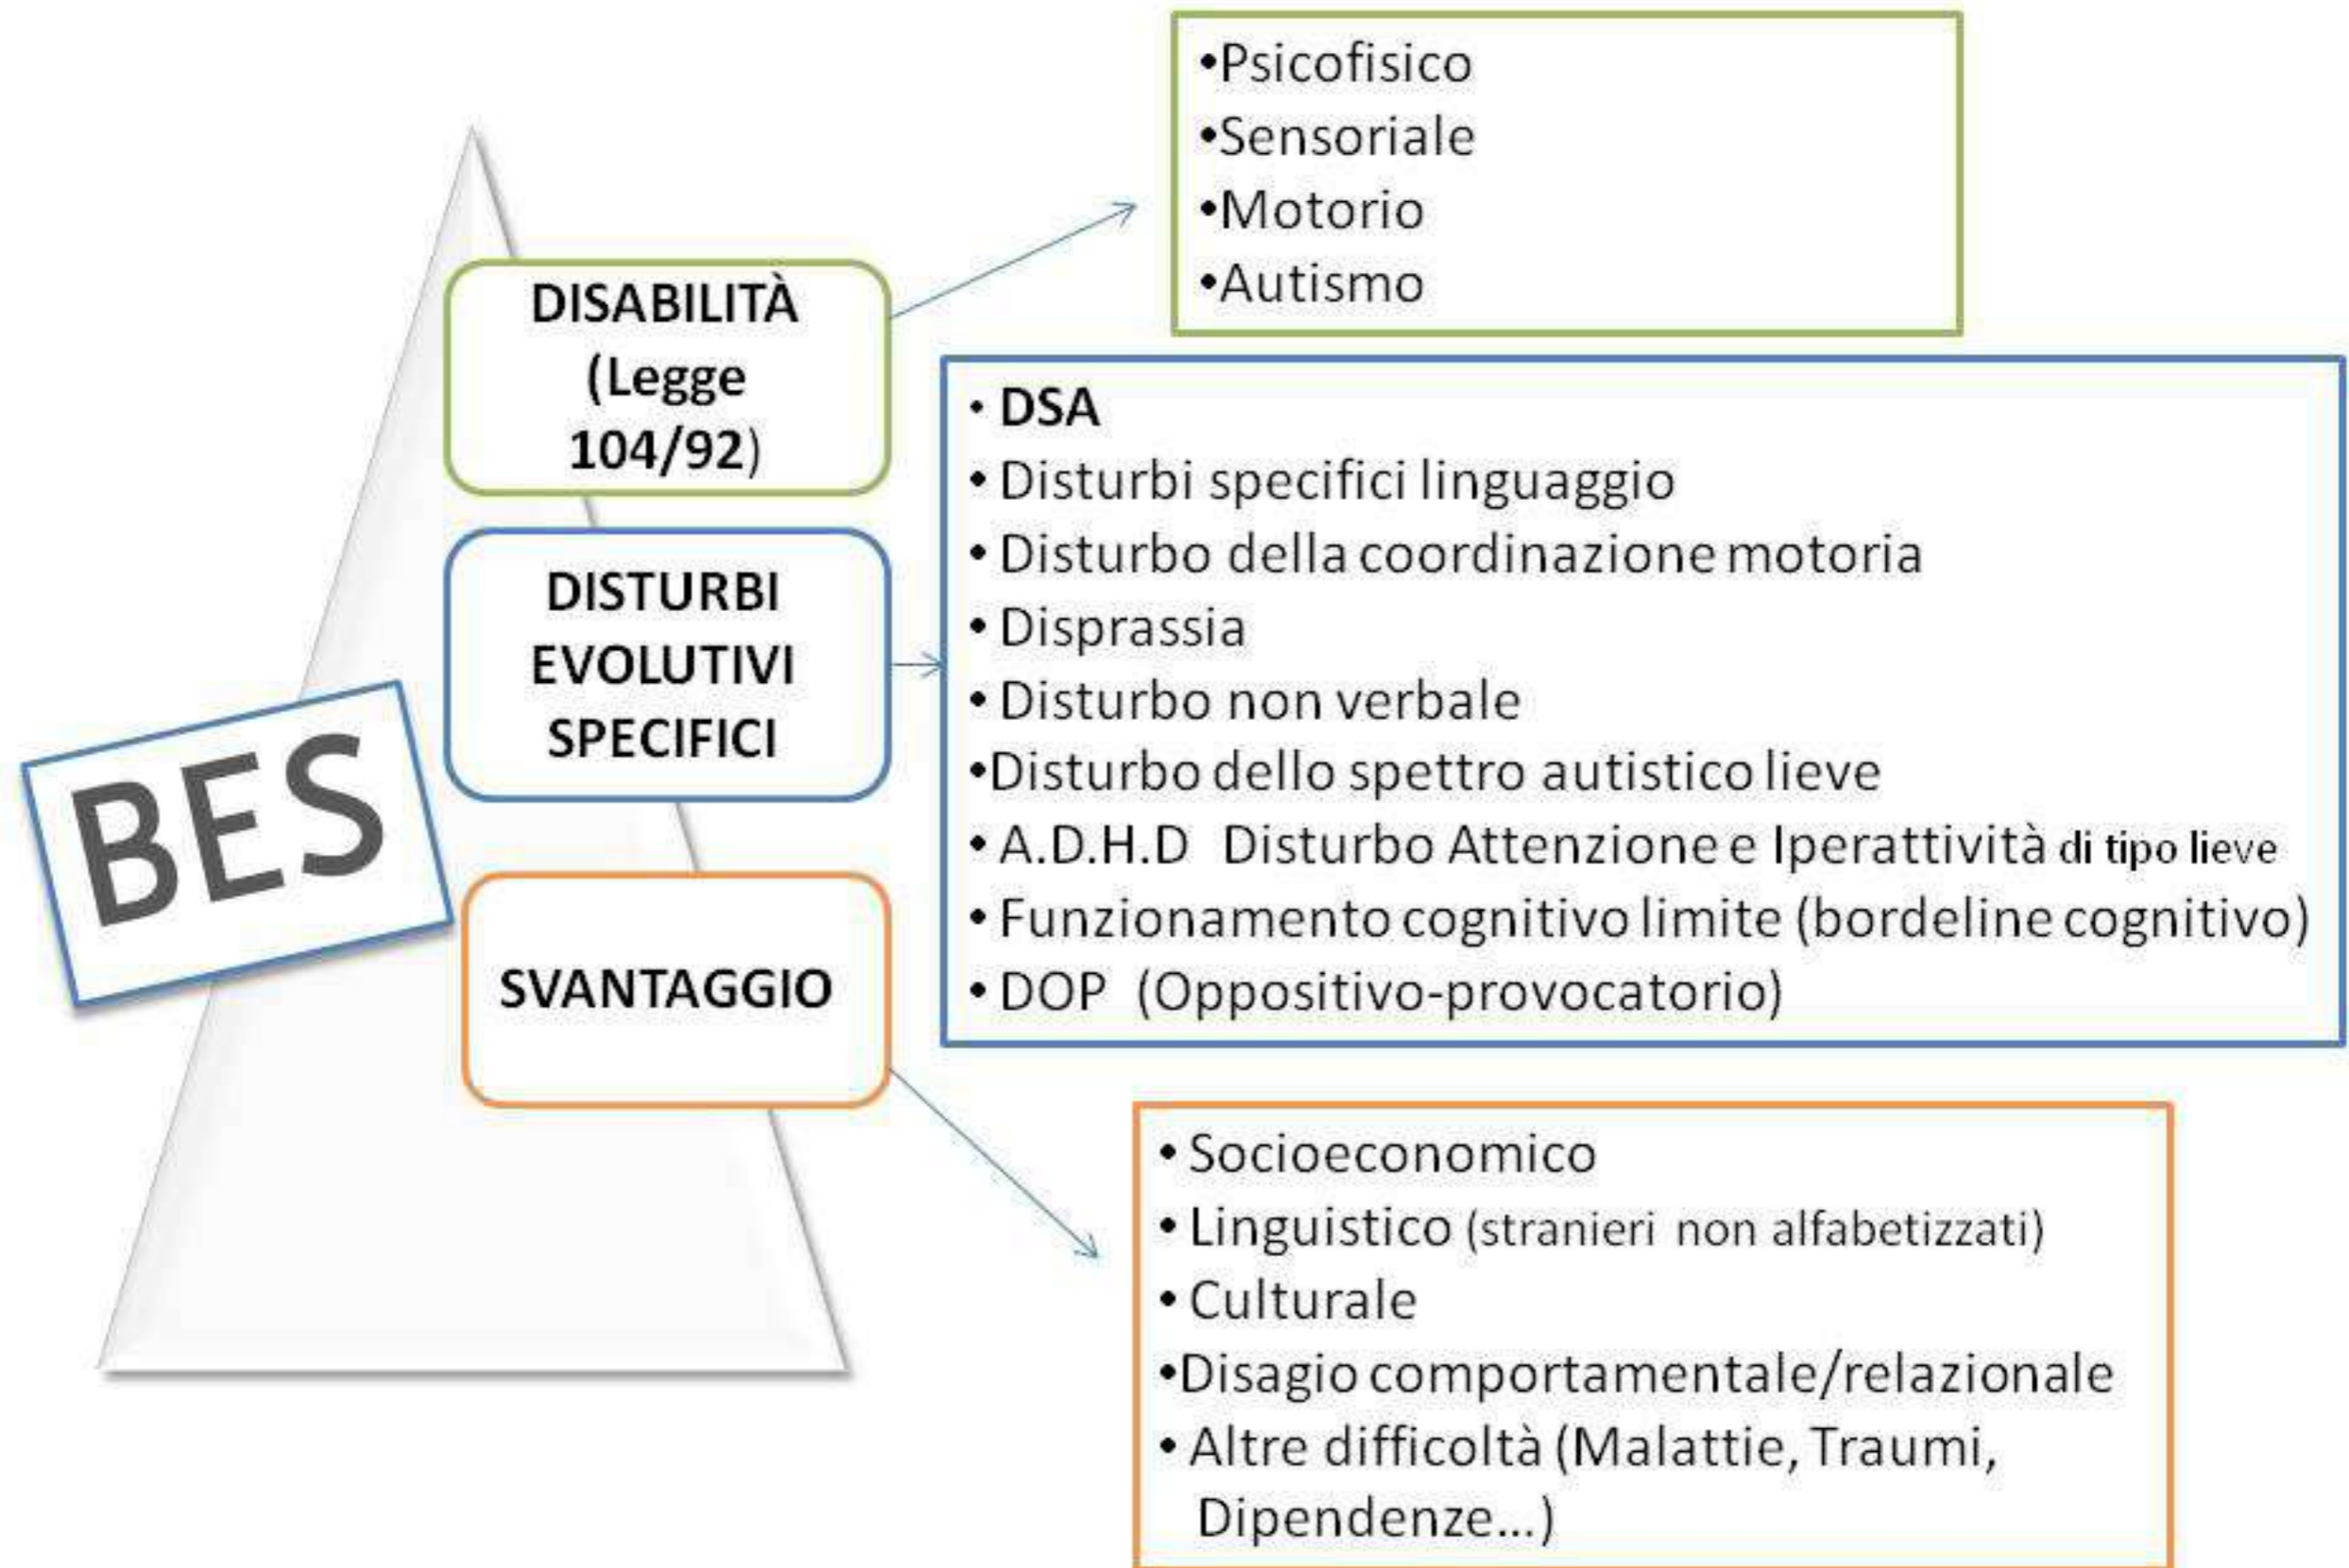 BES
DISABILITÀ
(Legge
104/92)
•Psicofisico
•Sensoriale
•Motorio
•Autismo
DISTURBI
EVOLUTIVI
SPECIFICI
• DSA
• Disturbi specifici linguaggio
• Disturbo della coordinazione motoria
• Disprassia
• Disturbo non verbale
•Disturbo dello spettro autistico lieve
• A.D.H.D Disturbo Attenzione e Iperattività di tipo lieve
• Funzionamento cognitivo limite (bordeline cognitivo)
• DOP (Oppositivo-provocatorio)
SVANTAGGIO
• Socioeconomico
• Linguistico (stranieri non alfabetizzati)
• Culturale
•Disagio comportamentale/relazionale
• Altre difficoltà (Malattie, Traumi,
Dipendenze...)